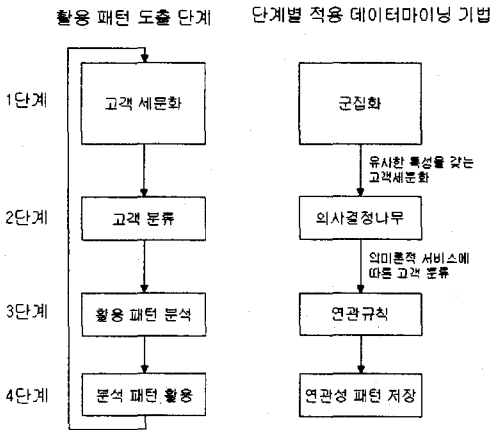 활용 패턴 도출 단계
단계별 적용 데이터마이닝 기법
1단계
고객 세분화
군집화
유사한 특성을 갖는
고객세분화
2단계
고객 분류
의사결정나무
의미론적 서비스에
따른 고객 분류
3단계
활용 패턴 분석
연관규칙
4단계
분석 패턴 활용
연관성 패턴 저장